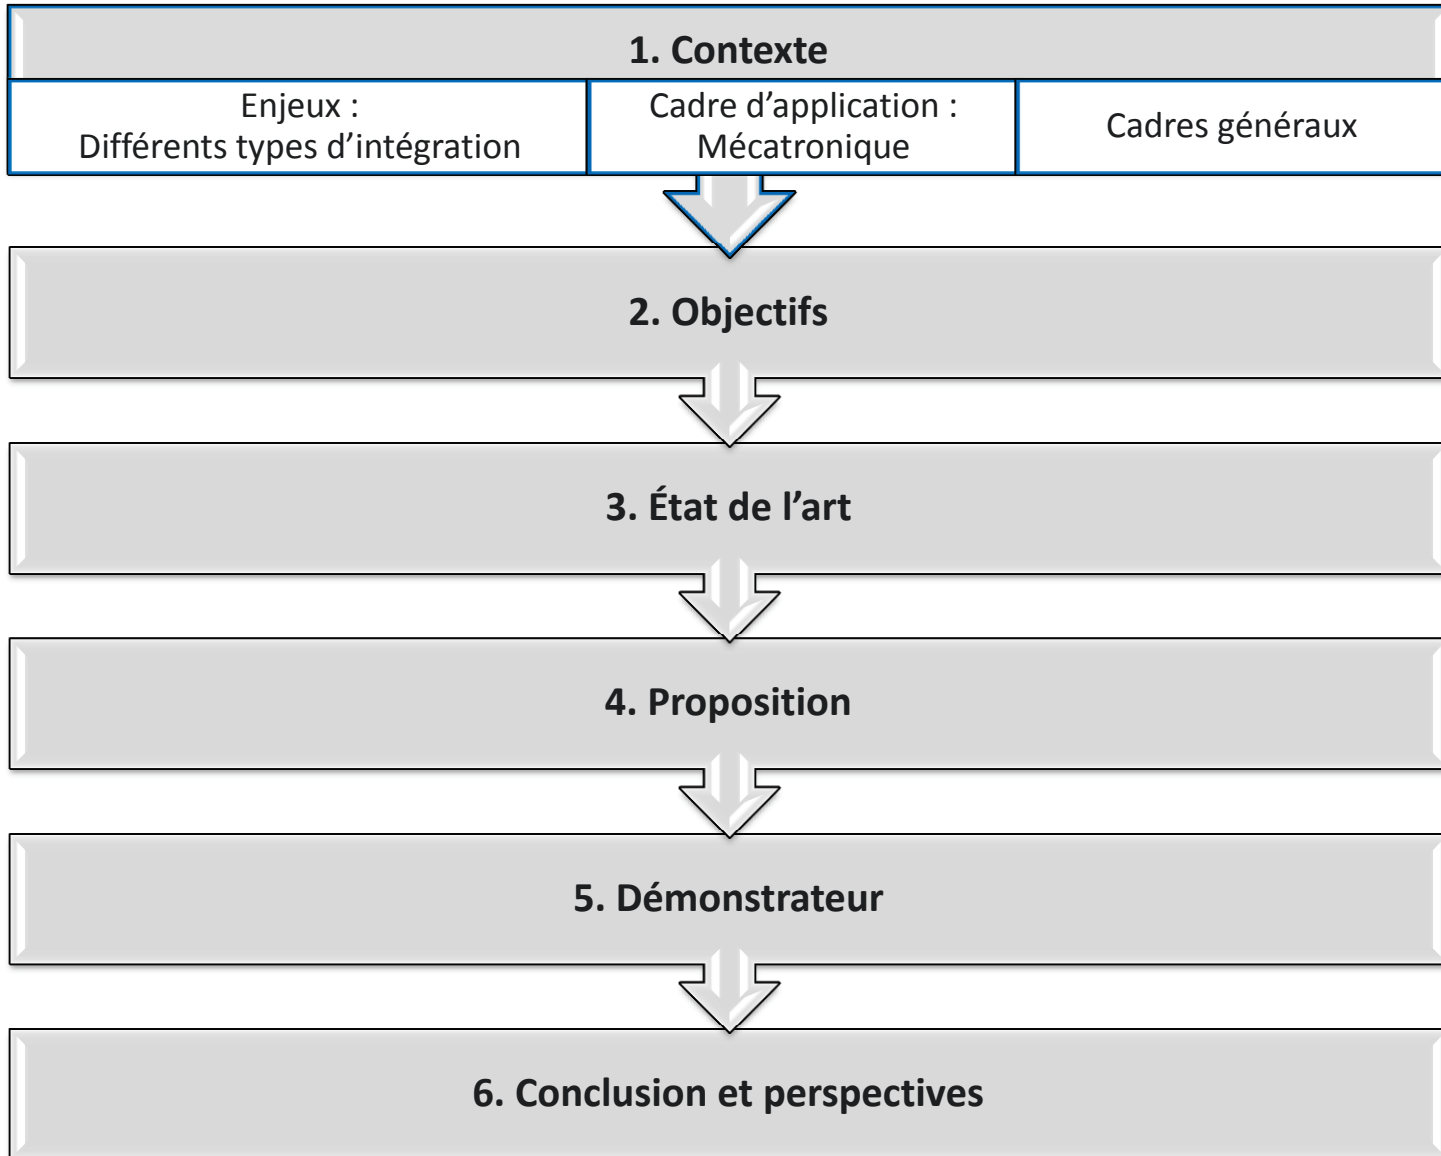 1. Contexte
Enjeux :
Différents types d’intégration
Cadre d’application :
Mécatronique
Cadres généraux
2. Objectifs
3. État de l’art
4. Proposition
5. Démonstrateur
6. Conclusion et perspectives